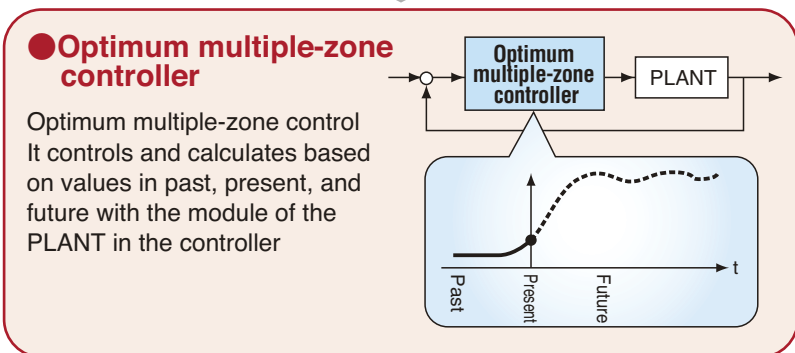 ●Optimum multiple-zone
controller
Optimum multiple-zone control
It controls and calculates based
on values in past, present, and
future with the module of the
PLANT in the controller
Optimum
multiple-zone
controller
PLANT
t
Past
Present
Future